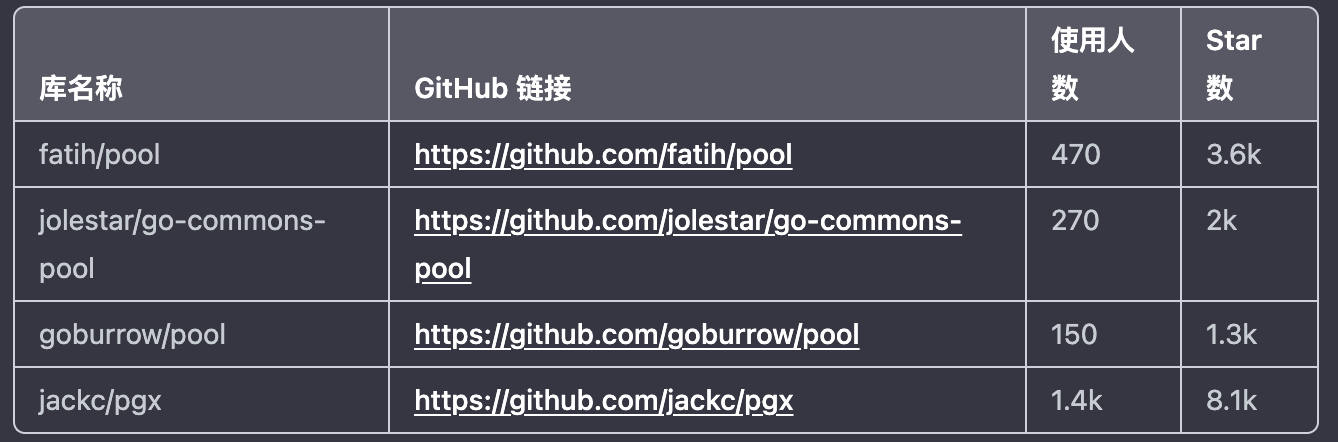 使用人 Star
库名称 GitHub 链接 数 数
fatih/pool https://github.com/fatih/pool 470 3.6k
jolestar/go-commons- https://github.com/jolestar/go-commons- 270 2k
pool pool
goburrow/pool https://github.com/goburrow/pool 150 1.3k
jackc/pgx https://github.com/jackc/pgx 1.4k 8.1k